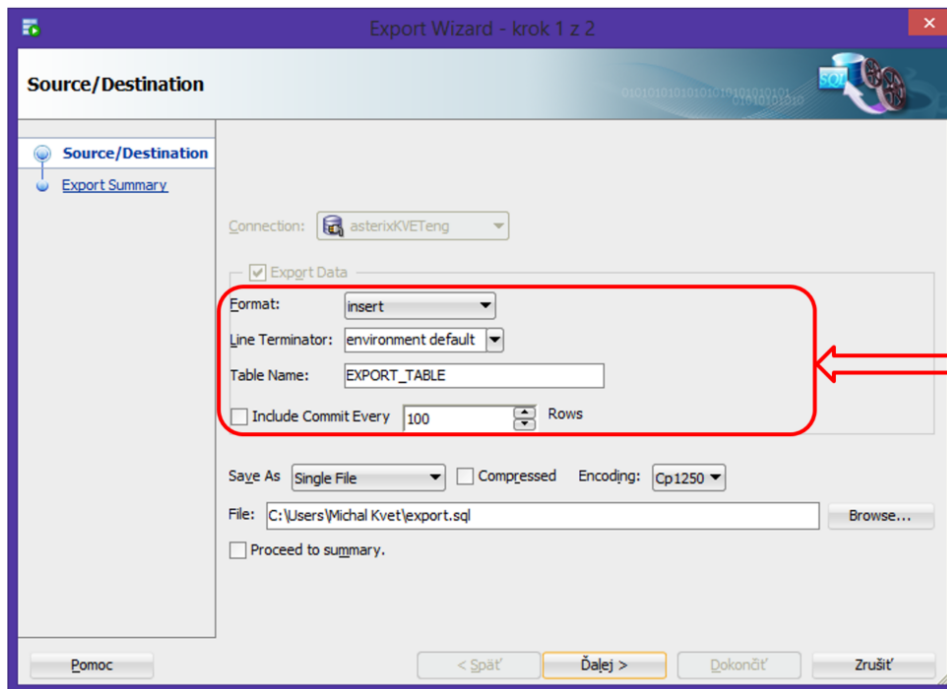 Export Wizard - krok 1 z 2
Source/Destination
SQL
Source/Destination
Export Summary
Connection: asterixKVETeng
Export Data
Format: insert
Line Terminator: environment default
Table Name: EXPORT_TABLE
Include Commit Every 100 Rows
Save As Single File Compressed Encoding: Cp1250
File: C:\Users\Michal Kvet\export.sql Browse...
Proceed to summary.
Pomoc < Späť Ďalej > Dokončiť Zrušiť